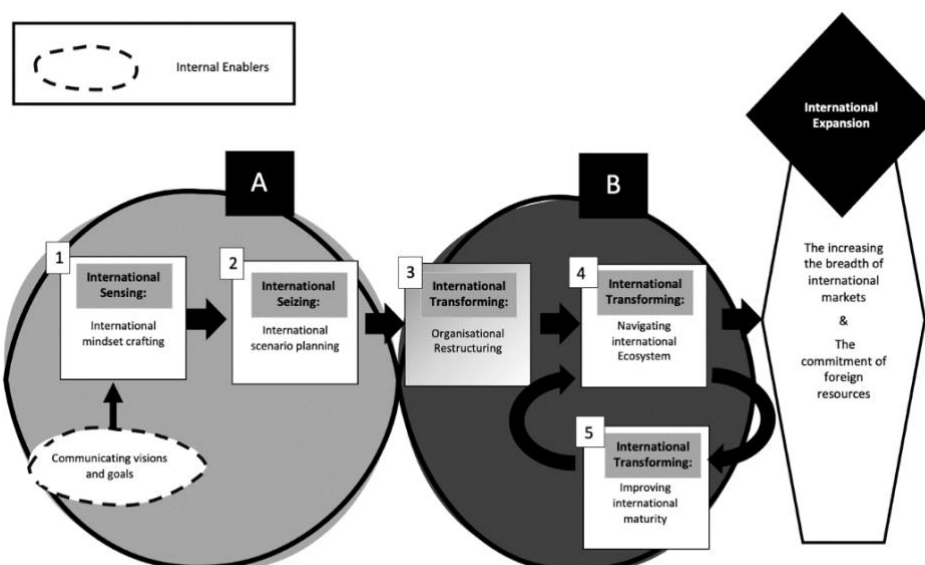 Internal Enablers
International
Expansion
A
B
1
International
Sensing:
International
mindset crafting
2
International
Seizing:
International
scenario planning
3
International
Transforming:
Organisational
Restructuring
4
International
Transforming:
Navigating
international
Ecosystem
5
International
Transforming:
Improving
international
maturity
Communicating visions
and goals
The increasing
the breadth of
international
markets
&
The
commitment of
foreign
resources